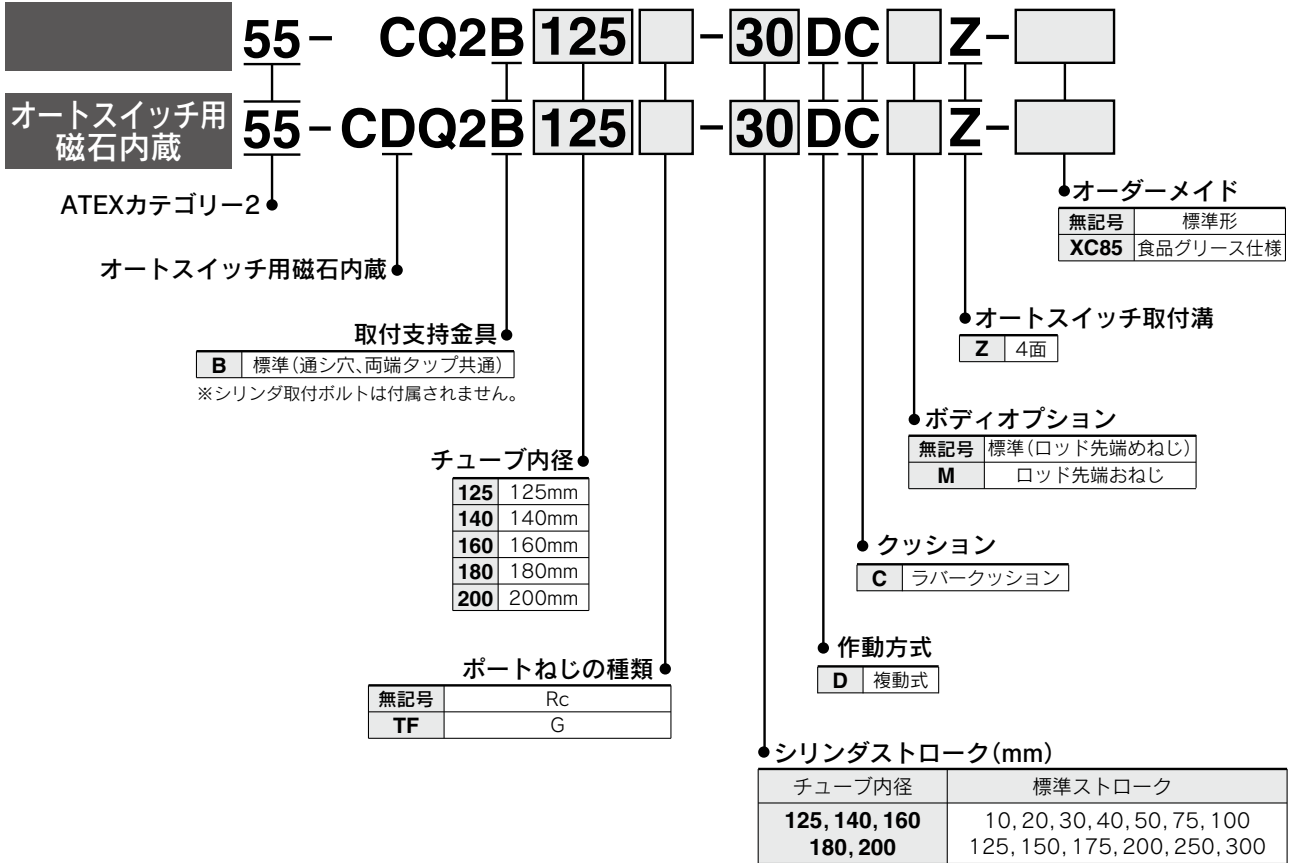 55- CQ2B 125 -30 D C Z-
オートスイッチ用
磁石内蔵
55-CDQ2B 125 -30 D C Z-
ATEXカテゴリー2
オートスイッチ用磁石内蔵
取付支持金具
B 標準(通シ穴、両端タップ共通)
※シリンダ取付ボルトは付属されません。
チューブ内径
125 125mm
140 140mm
160 160mm
180 180mm
200 200mm
ポートねじの種類
無記号 Rc
TF G
オーダーメイド
無記号 標準形
XC85 食品グリース仕様
オートスイッチ取付溝
Z 4面
ボディオプション
無記号 標準(ロッド先端めねじ)
M ロッド先端おねじ
クッション
C ラバークッション
作動方式
D 複動式
シリンダストローク(mm)
チューブ内径 標準ストローク
125, 140, 160 10, 20, 30, 40, 50, 75, 100
180, 200 125, 150, 175, 200, 250, 300